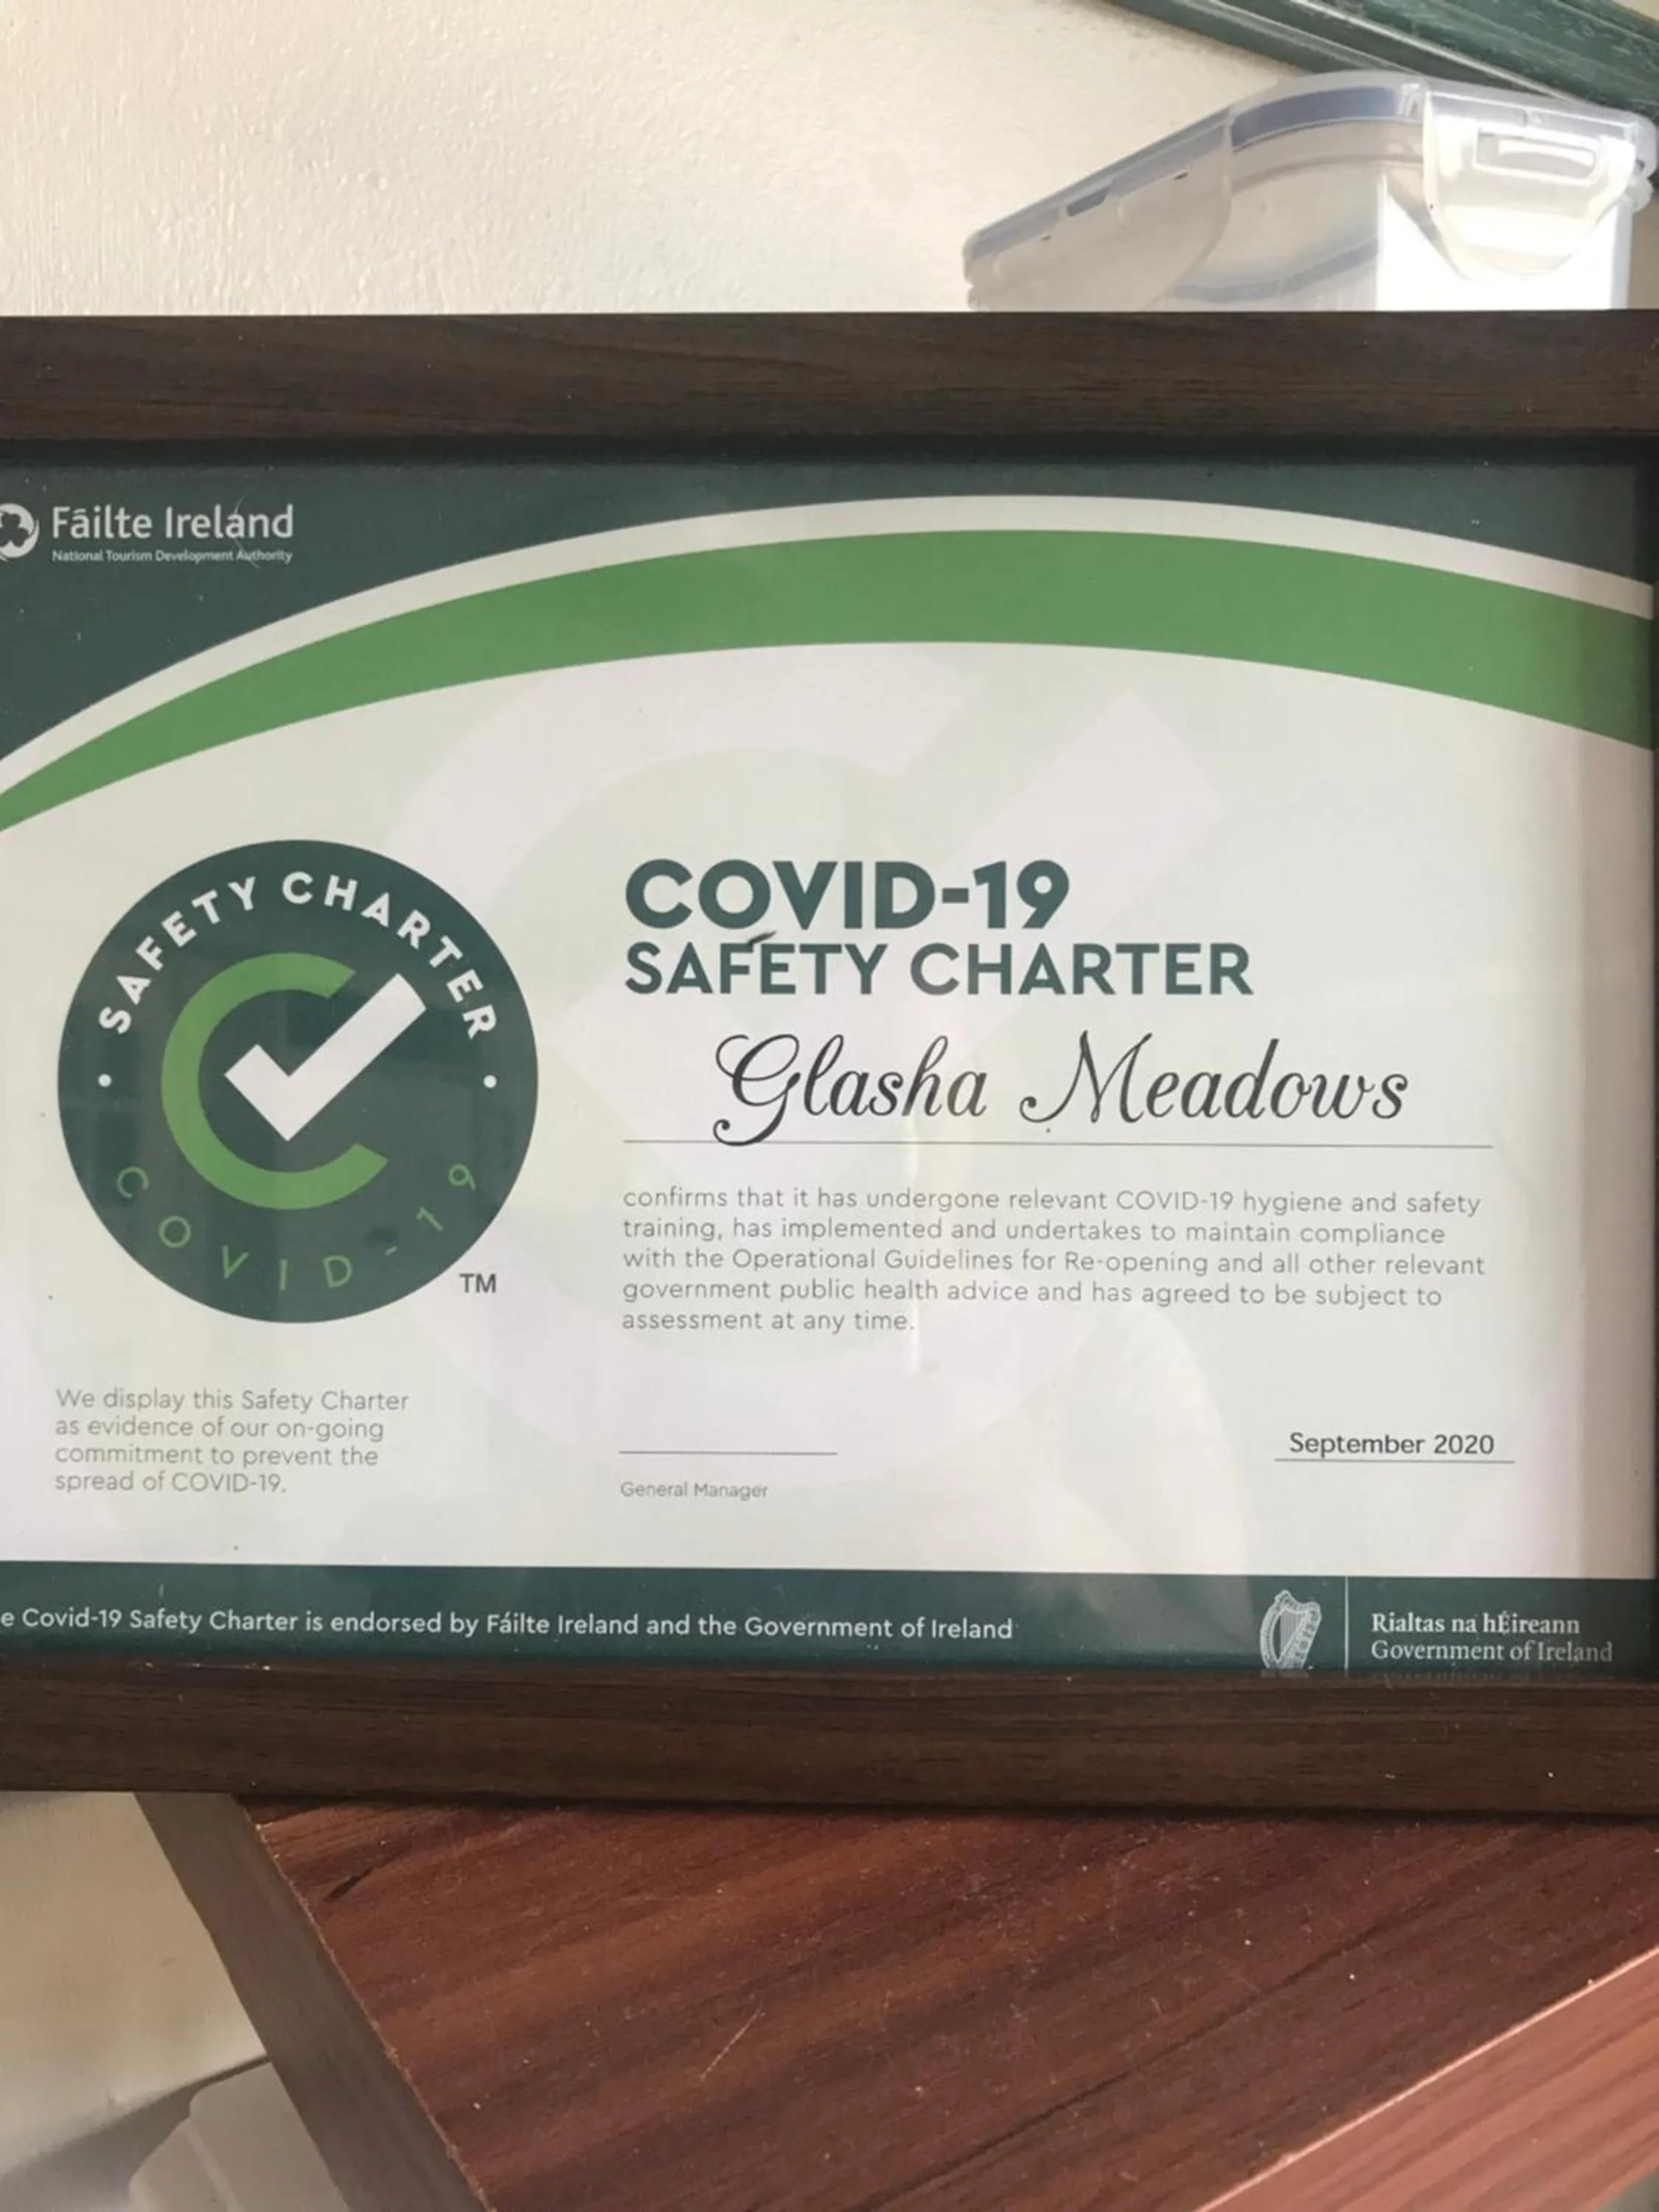 Fáilte Ireland
National Tourism Development Authority
SAFETY CHARTER
COVID-19
TM
COVID-19
SAFETY CHARTER
Glasha Meadows
confirms that it has undergone relevant COVID-19 hygiene and safety
training, has implemented and undertakes to maintain compliance
with the Operational Guidelines for Re-opening and all other relevant
government public health advice and has agreed to be subject to
assessment at any time.
We display this Safety Charter
as evidence of our on-going
commitment to prevent the
spread of COVID-19.
General Manager
September 2020
e Covid-19 Safety Charter is endorsed by Fáilte Ireland and the Government of Ireland
Rialtas na hÉireann
Government of Ireland